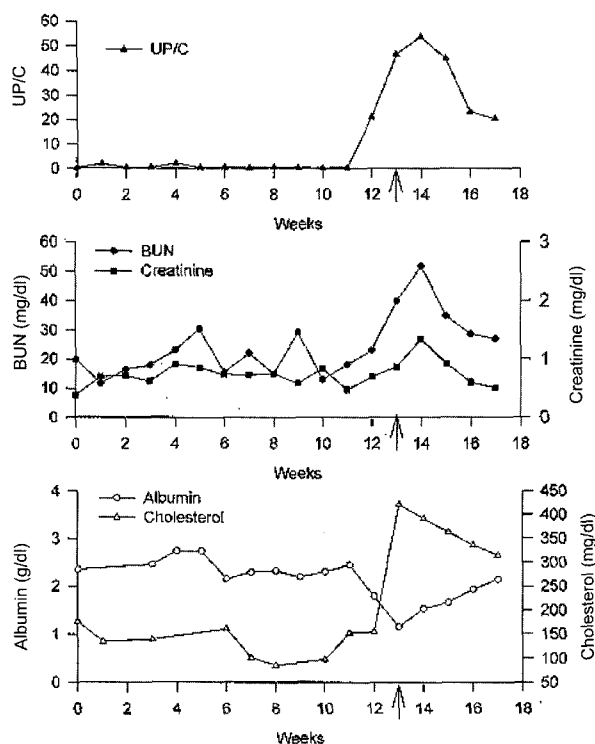 60
50
40
30
20
10
0
UP/C
UP/C
0 2 4 6 8 10 12 14 16 18
Weeks
60
50
40
30
20
10
0
BUN (mg/dl)
BUN
Creatinine
3
2
1
0
Creatinine (mg/dl)
0 2 4 6 8 10 12 14 16 18
Weeks
4
3
2
1
0
Albumin (g/dl)
Albumin
Cholesterol
450
400
350
300
250
200
150
100
50
Cholesterol (mg/dl)
0 2 4 6 8 10 12 14 16 18
Weeks